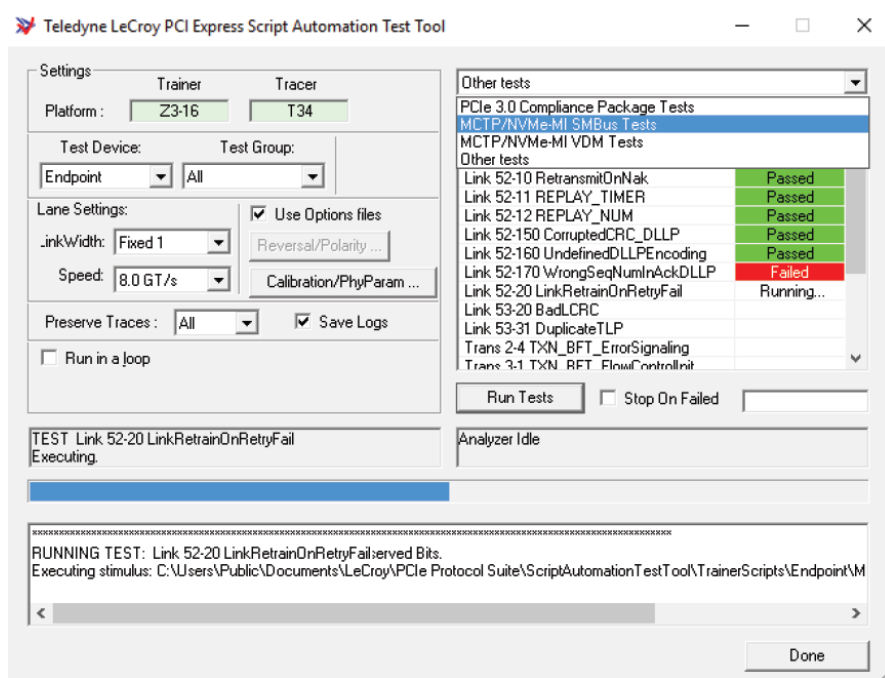 Teledyne LeCroy PCI Express Script Automation Test Tool
Settings
Trainer Tracer
Platform : Z3-16 T34
Test Device: Test Group:
Endpoint All
Lane Settings:
Use Options files
.inkWidth: Fixed 1
Reversal/Polarity ...
Speed: 8.0 GT/s
Calibration/PhyParam ...
Preserve Traces : All Save Logs
Run in a loop
Other tests
PCIe 3.0 Compliance Package Tests
MCTP/NVMe-MI SMBus Tests
MCTP/NVMe-MI VDM Tests
Other tests
Link 52-10 RetransmitOnNak Passed
Link 52-11 REPLAY_TIMER Passed
Link 52-12 REPLAY_NUM Passed
Link 52-150 CorruptedCRC_DLLP Passed
Link 52-160 UndefinedDLLPEncoding Passed
Link 52-170 WrongSeqNumInAckDLLP Failed
Link 52-20 LinkRetrainOnRetryFail Running...
Link 53-20 BadLCRC
Link 53-31 DuplicateTLP
Trans 2-4 TXN_BFT_ErrorSignaling
Trans 3-1 TXN_BFT_FlowControlInit
Run Tests Stop On Failed
TEST Link 52-20 LinkRetrainOnRetryFail
Executing.
Analyzer Idle
RUNNING TEST: Link 52-20 LinkRetrainOnRetryFailserved Bits.
Executing stimulus: C:\Users\Public\Documents\LeCroy\PCIe Protocol Suite\ScriptAutomationTestTool\TrainerScripts\Endpoint\M
Done